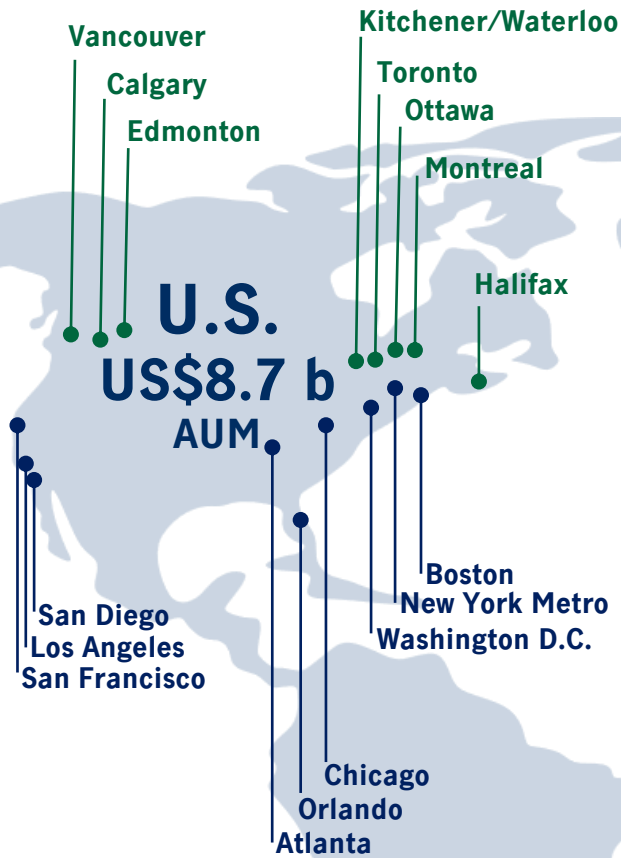 Kitchener/Waterloo
Vancouver
Toronto
Calgary
Ottawa
Edmonton
Montreal
Halifax
U.S.
US$8.7 b
AUM
Boston
New York Metro
San Diego
Washington D.C.
Los Angeles
San Francisco
Chicago
Orlando
Atlanta